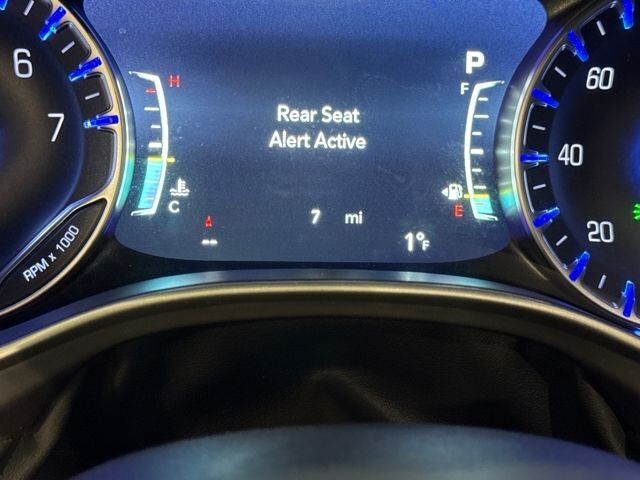 6
7
RPM x 1000
H
C
Rear Seat
Alert Active
A
--
7 mi
1°F
P
F
E
60
40
20